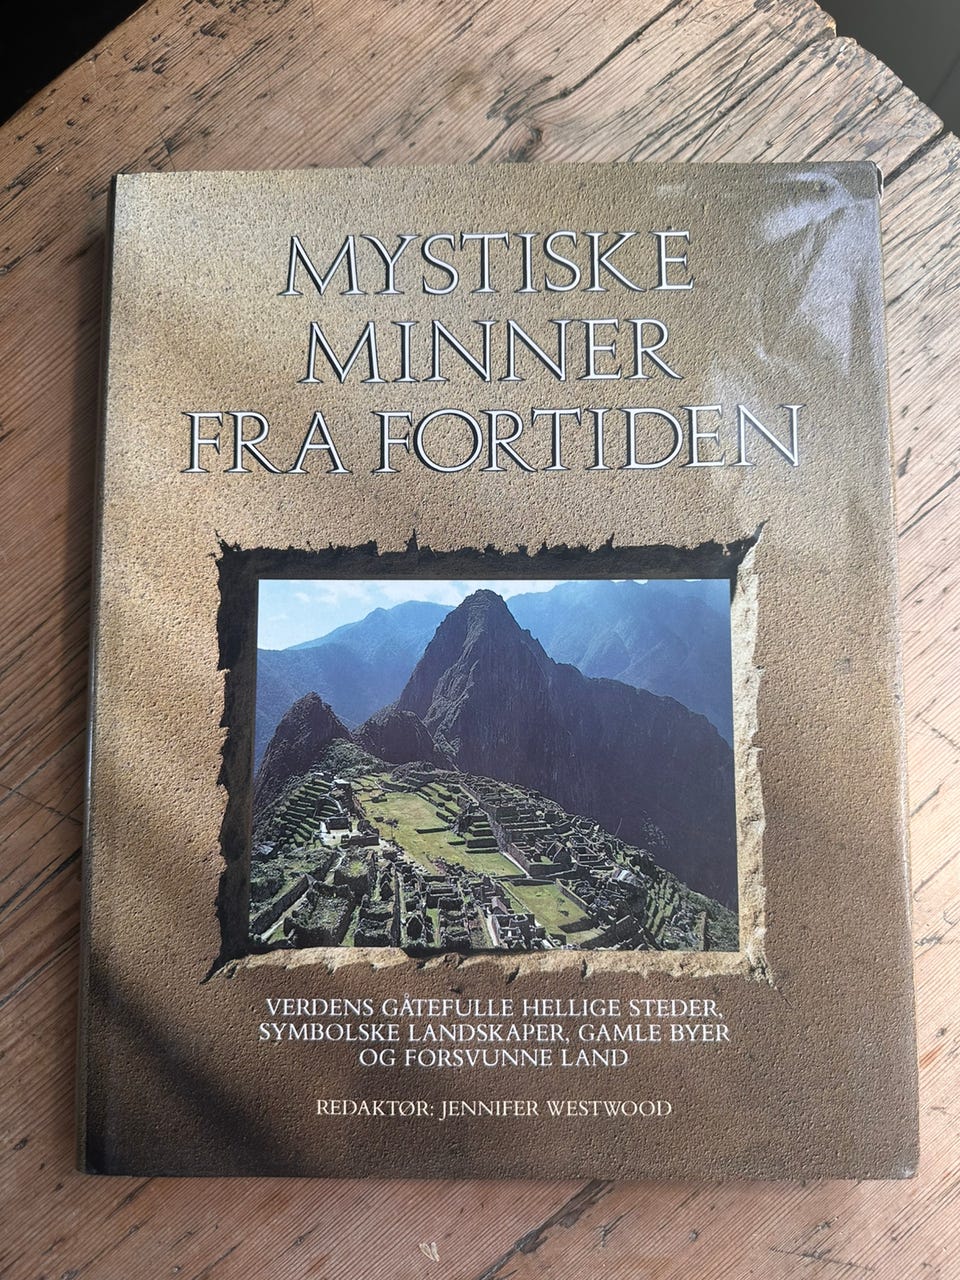 MYSTISKE
MINNER
FRA FORTIDEN
VERDENS GÅTEFULLE HELLIGE STEDER,
SYMBOLSKE LANDSKAPER, GAMLE BYER
OG FORSVUNNE LAND
REDAKTØR: JENNIFER WESTWOOD